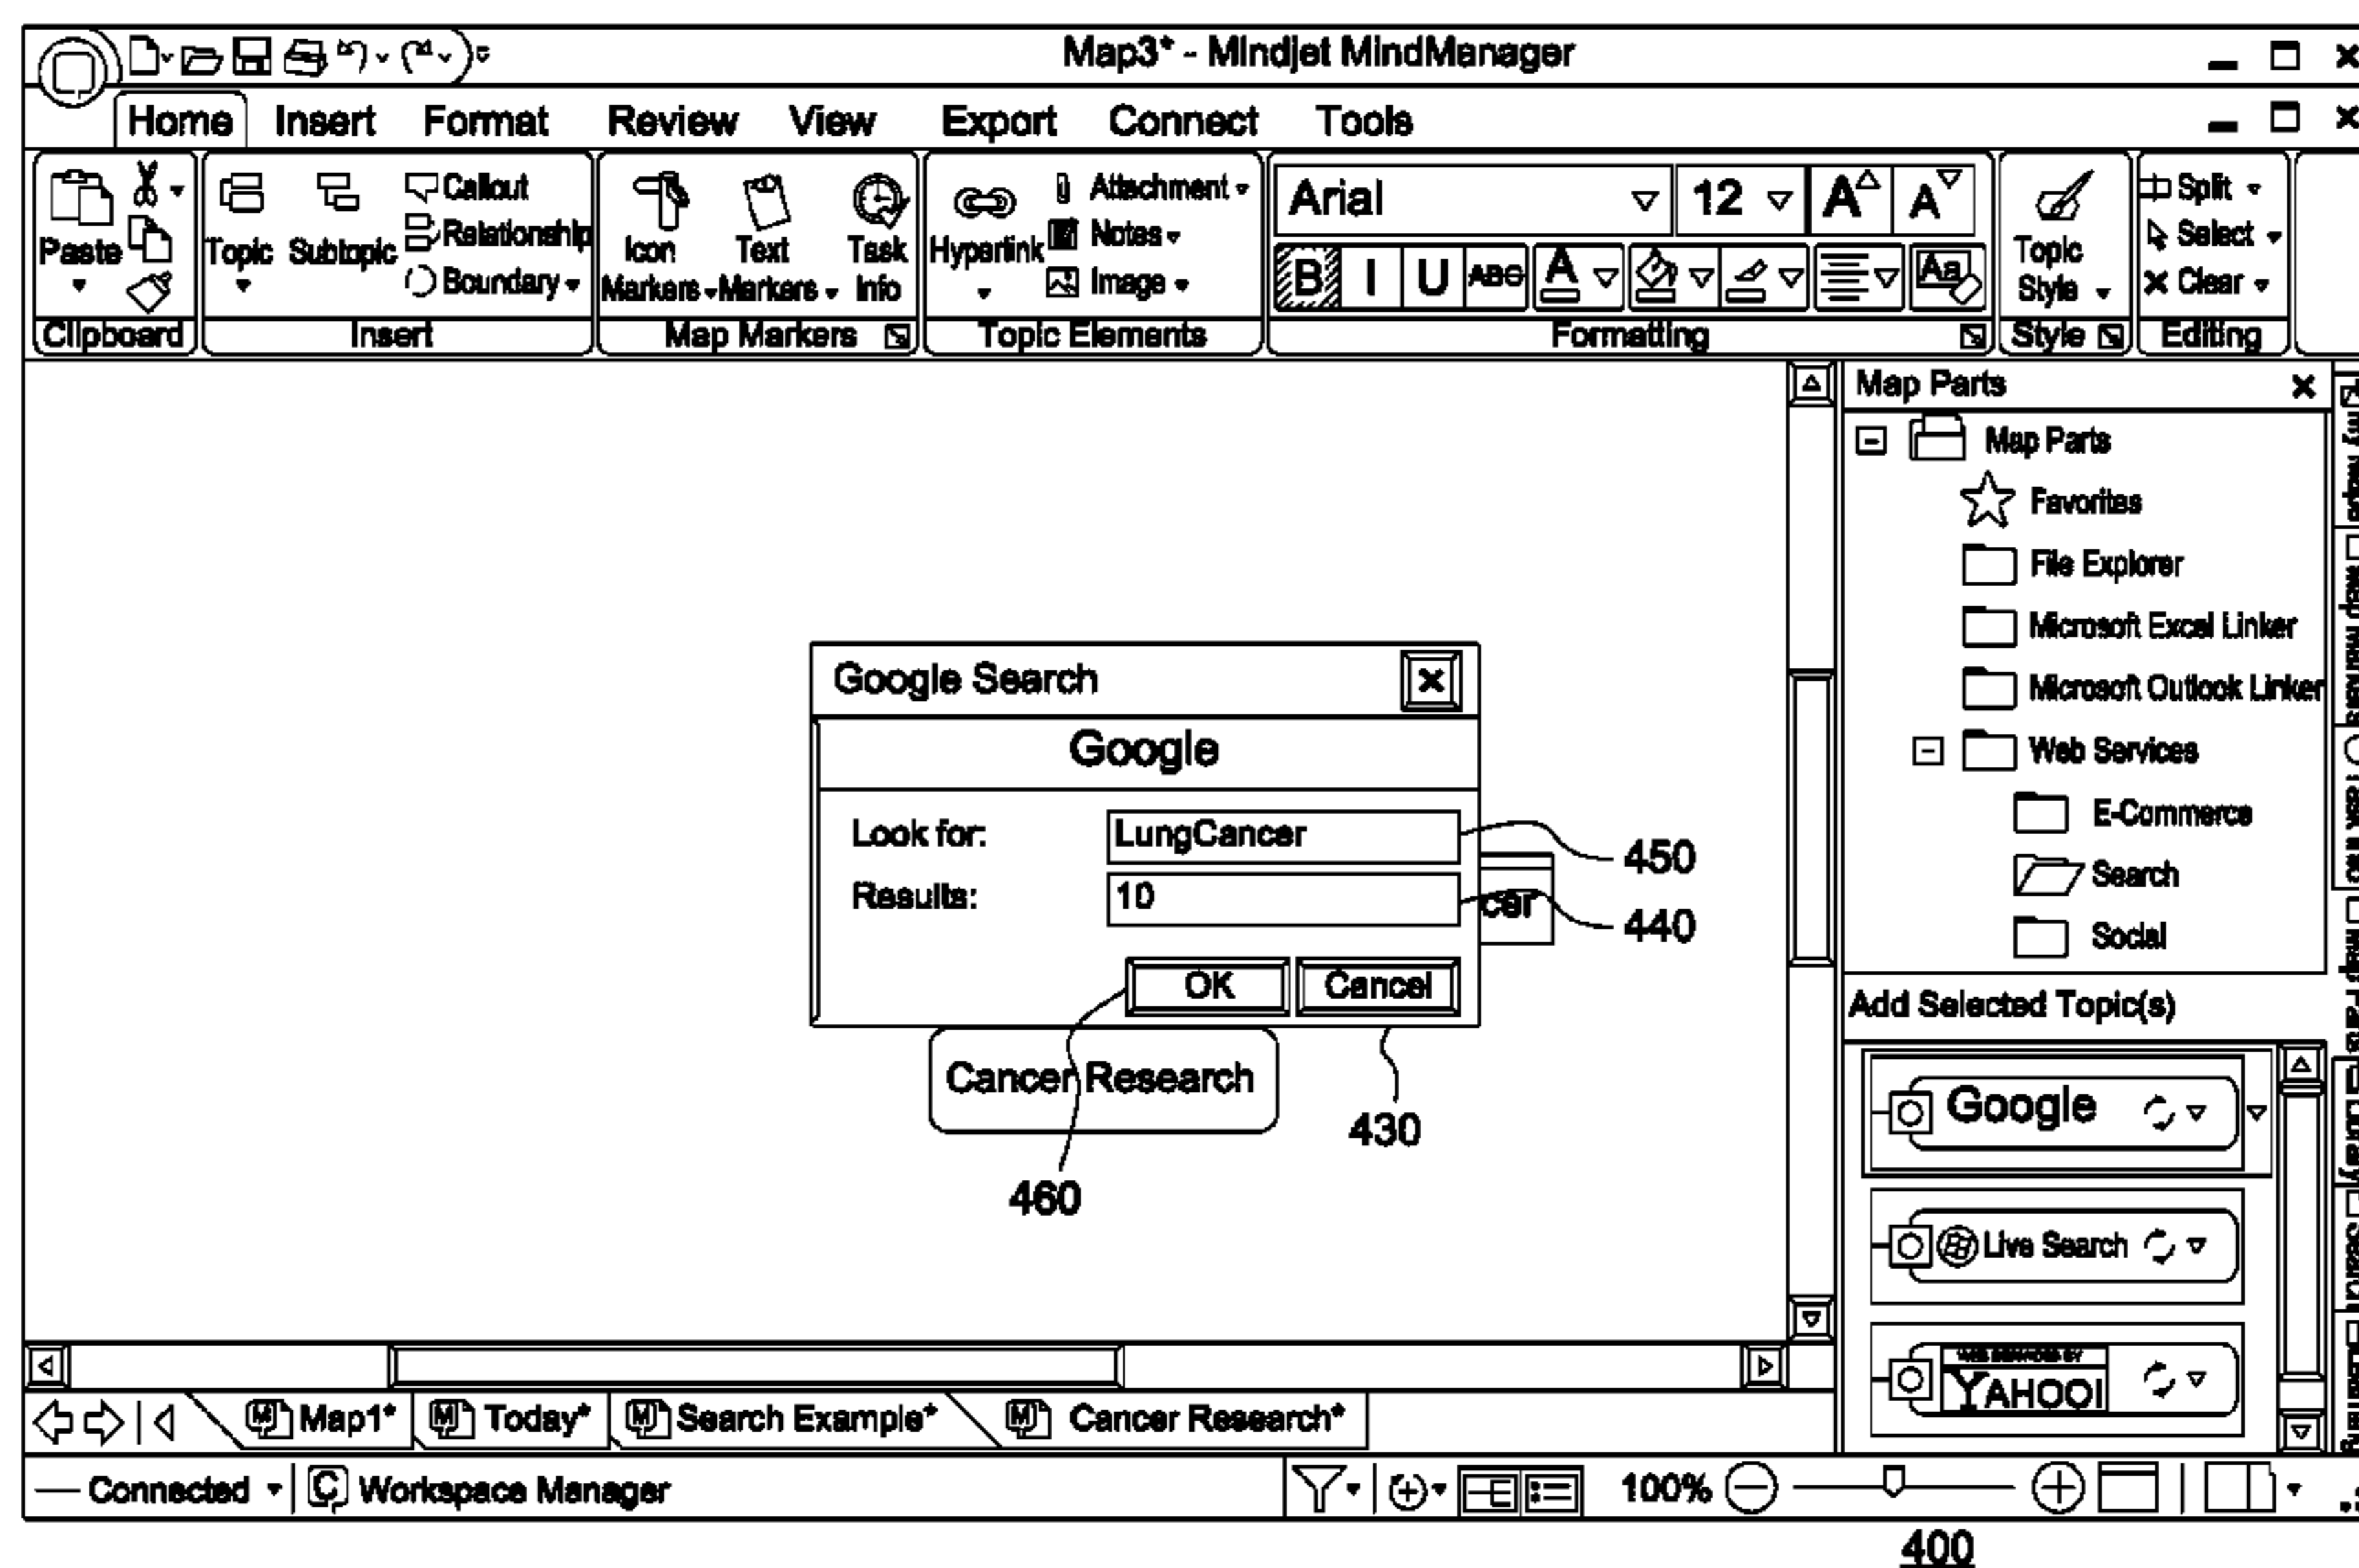 Map3* - Mindjet MindManager
Home Insert Format Review View Export Connect Tools
Paste
Clipboard
Topic Subtopic
Callout
Relationship
Boundary
Insert
Icon Markers
Text Markers
Task Info
Map Markers
Hyperlink
Attachment
Notes
Image
Topic Elements
Arial 12 A A
B I U ABC A Aa
Formatting
Topic Style
Style
Split
Select
Clear
Editing
Map Parts
Map Parts
Favorites
File Explorer
Microsoft Excel Linker
Microsoft Outlook Linker
Web Services
E-Commerce
Search
Social
Google Search
Google
Look for: LungCancer
450
Results: 10
cer
440
OK Cancel
Cancer Research
430
460
Add Selected Topic(s)
Google
Live Search
YAHOO!
Map1* Today* Search Example* Cancer Research*
Connected Workspace Manager 100%
400